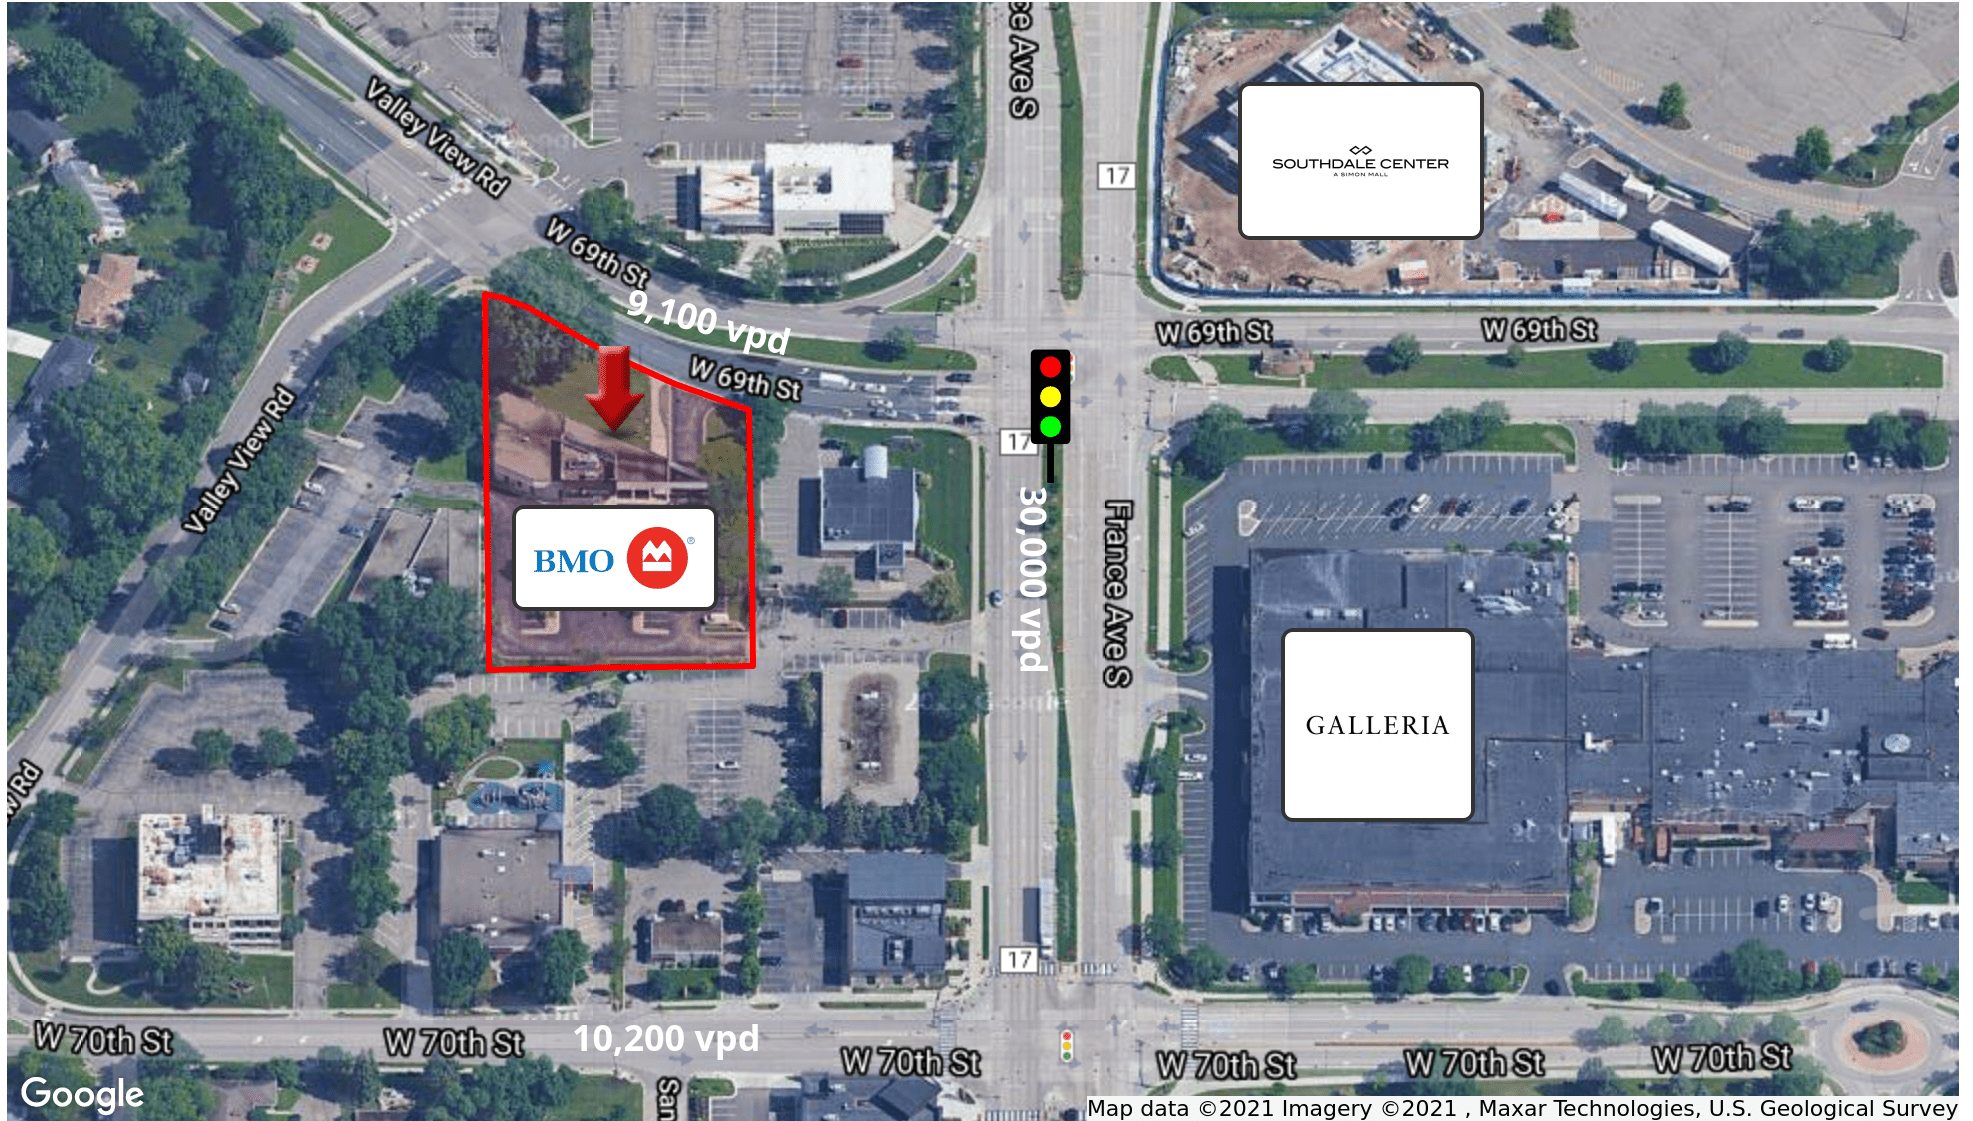 ce Ave S
Valley View Rd
17
SOUTHDALE CENTER
A SIMON MALL
W 69th St
9,100 vpd
W 69th St
W 69th St
W 69th St
17
Valley View Rd
30,000 vpd
France Ave S
BMO
®
GALLERIA
w Rd
17
W 70th St
W 70th St
10,200 vpd
W 70th St
W 70th St
W 70th St
W 70th St
San
Google
Map data ©2021 Imagery ©2021 , Maxar Technologies, U.S. Geological Survey